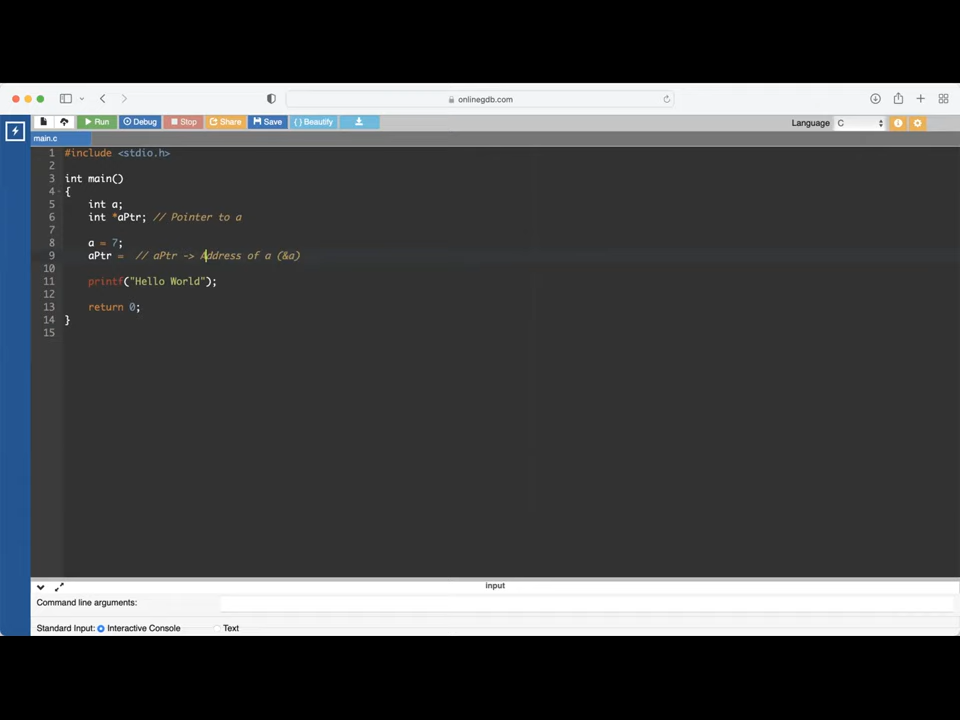 onlinegdb.com
Run Debug Stop Share Save { } Beautify Language C
main.c
1 #include <stdio.h>
2
3 int main()
4 {
5 int a;
6 int *aPtr; // Pointer to a
7
8 a = 7;
9 aPtr = // aPtr -> Address of a (&a)
10
11 printf("Hello World");
12
13 return 0;
14 }
15
input
Command line arguments:
Standard Input: Interactive Console Text